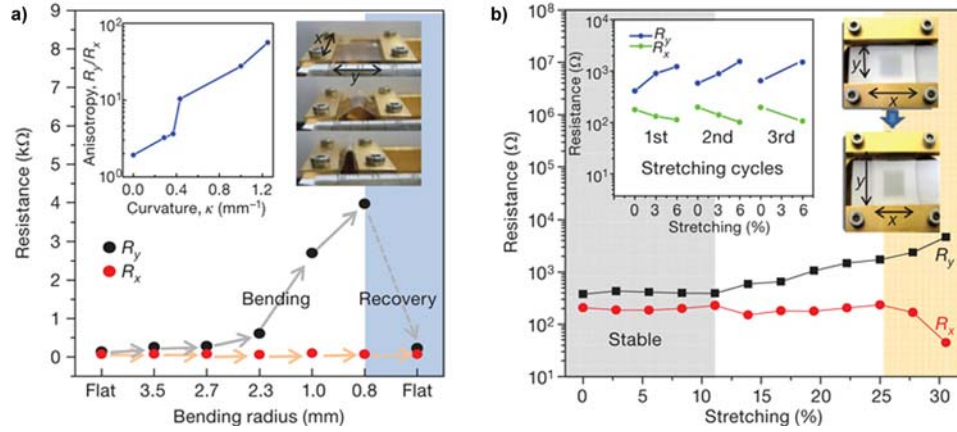 a)
9
8
7
6
5
4
3
2
1
0
Resistance (kΩ)
Flat 3.5 2.7 2.3 1.0 0.8 Flat
Bending radius (mm)
Anisotropy, Ry/Rx
10²
10¹
10⁰
0.0 0.4 0.8 1.2
Curvature, κ (mm⁻¹)
x
y
Ry
Rx
Bending
Recovery
b)
10⁸
10⁷
10⁶
10⁵
10⁴
10³
10²
10¹
Resistance (Ω)
0 5 10 15 20 25 30
Stretching (%)
Ry
Rx
Resistance (Ω)
10⁴
10³
10²
10¹
1st 2nd 3rd
Stretching cycles
0 3 6 0 3 6 0 3 6
Stretching (%)
y
x
y
x
Stable
Ry
Rx